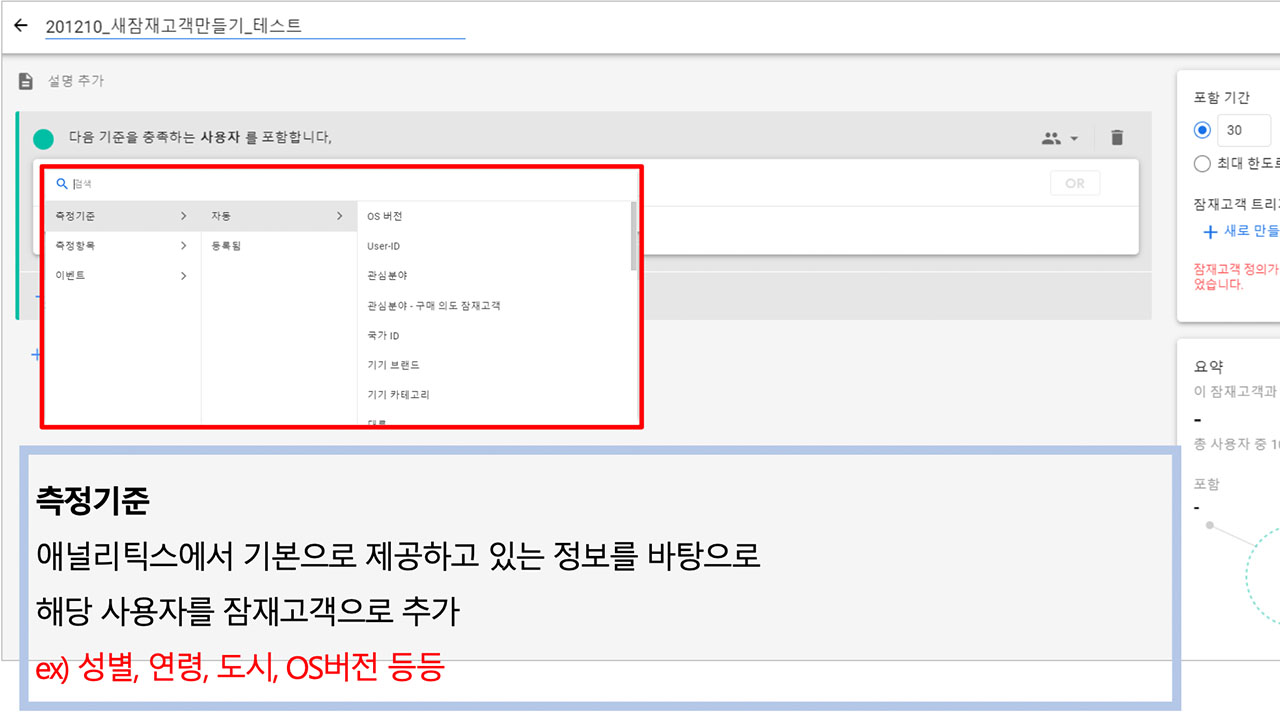 201210_새잠재고객만들기_테스트
설명 추가
다음 기준을 충족하는 사용자 를 포함합니다,
검색
OR
측정기준
자동
OS 버전
측정항목
등록됨
User-ID
이벤트
관심분야
관심분야 - 구매 의도 잠재고객
국가 ID
기기 브랜드
기기 카테고리
포함 기간
30
최대 한도로
잠재고객 트리거
+ 새로 만들
잠재고객 정의가
었습니다.
요약
이 잠재고객과
-
총 사용자 중 10
포함
-
측정기준
애널리틱스에서 기본으로 제공하고 있는 정보를 바탕으로
해당 사용자를 잠재고객으로 추가
ex) 성별, 연령, 도시, OS버전 등등